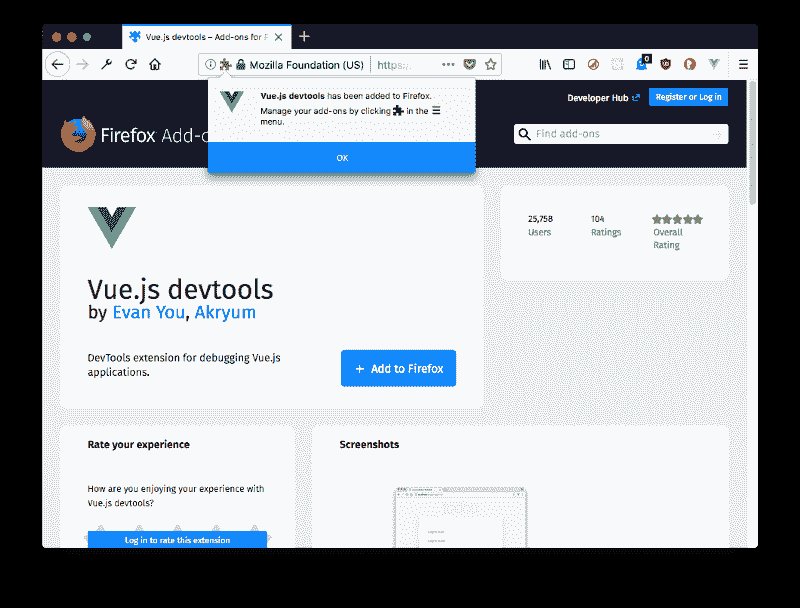 Vue.js devtools – Add-ons for F
Mozilla Foundation (US)
https:
0
Vue.js devtools has been added to Firefox.
Manage your add-ons by clicking in the
menu.
OK
Developer Hub
Register or Log in
Firefox Add-o
Find add-ons
25,758
Users
104
Ratings
Overall
Rating
Vue.js devtools
by Evan You, Akryum
DevTools extension for debugging Vue.js
applications.
+ Add to Firefox
Rate your experience
How are you enjoying your experience with
Vue.js devtools?
Log in to rate this extension
Screenshots